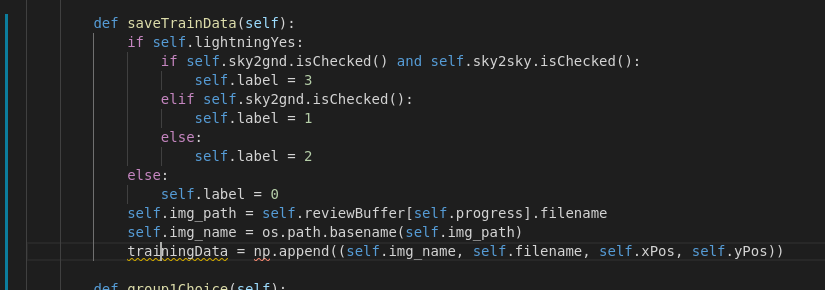 def saveTrainData(self):
    if self.lightningYes:
        if self.sky2gnd.isChecked() and self.sky2sky.isChecked():
            self.label = 3
        elif self.sky2gnd.isChecked():
            self.label = 1
        else:
            self.label = 2
    else:
        self.label = 0
    self.img_path = self.reviewBuffer[self.progress].filename
    self.img_name = os.path.basename(self.img_path)
    trainingData = np.append((self.img_name, self.filename, self.xPos, self.yPos))
def group1Choice(self):